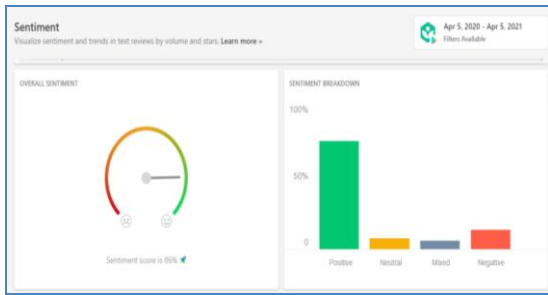 Sentiment
Visualize sentiment and trends in text reviews by volume and stars. Learn more »
Apr 5, 2020 - Apr 5, 2021
Filters Available
OVERALL SENTIMENT
Sentiment score is 86%
SENTIMENT BREAKDOWN
100%
50%
0
Positive Neutral Mixed Negative